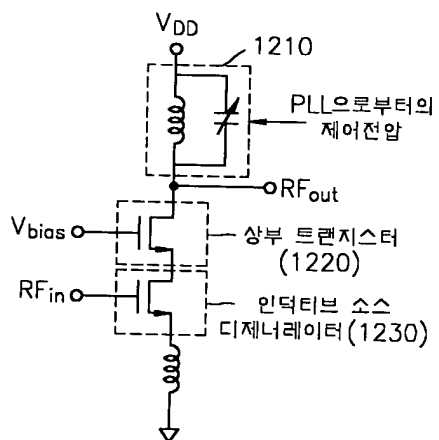 VDD
1210
PLL으로부터의
제어전압
RFout
Vbias
상부 트랜지스터
(1220)
RFin
인덕티브 소스
디제너레이터(1230)